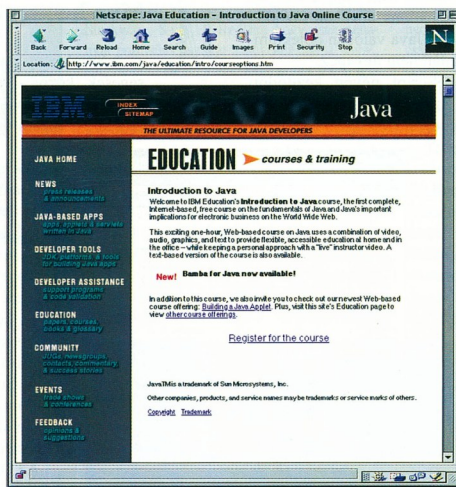 Netscape: Java Education – Introduction to Java Online Course
Back Forward Reload Home Search Guide Images Print Security Stop
N
Location: http://www.ibm.com/java/education/intro/courseoptions.htm
IBM.
INDEX
SITEMAP
Java
THE ULTIMATE RESOURCE FOR JAVA DEVELOPERS
JAVA HOME
NEWS
press releases
& announcements
JAVA-BASED APPS
apps, applets & servlets
written in Java
DEVELOPER TOOLS
JDK, platforms, & tools
for building Java apps
DEVELOPER ASSISTANCE
support programs
& code validation
EDUCATION
papers, courses,
books & glossary
COMMUNITY
JUGs, newsgroups,
contacts, commentary
& success stories
EVENTS
trade shows
& conferences
FEEDBACK
opinions &
suggestions
EDUCATION courses & training
Introduction to Java
Welcome to IBM Education's Introduction to Java course, the first complete,
Internet-based, free course on the fundamentals of Java and Java's important
implications for electronic business on the World Wide Web.
This exciting one-hour, Web-based course on Java uses a combination of video,
audio, graphics, and text to provide flexible, accessible education at home and in
the office – while keeping a personal approach with a "live" instructor video. A
text-based version of the course is also available.
New! Bamba for Java now available!
In addition to this course, we also invite you to check out our newest Web-based
course offering: Building a Java Applet. Plus, visit this site's Education page to
view other course offerings.
Register for the course
JavaTM is a trademark of Sun Microsystems, Inc.
Other companies, products, and service names may be trademarks or service marks of others.
Copyright Trademark